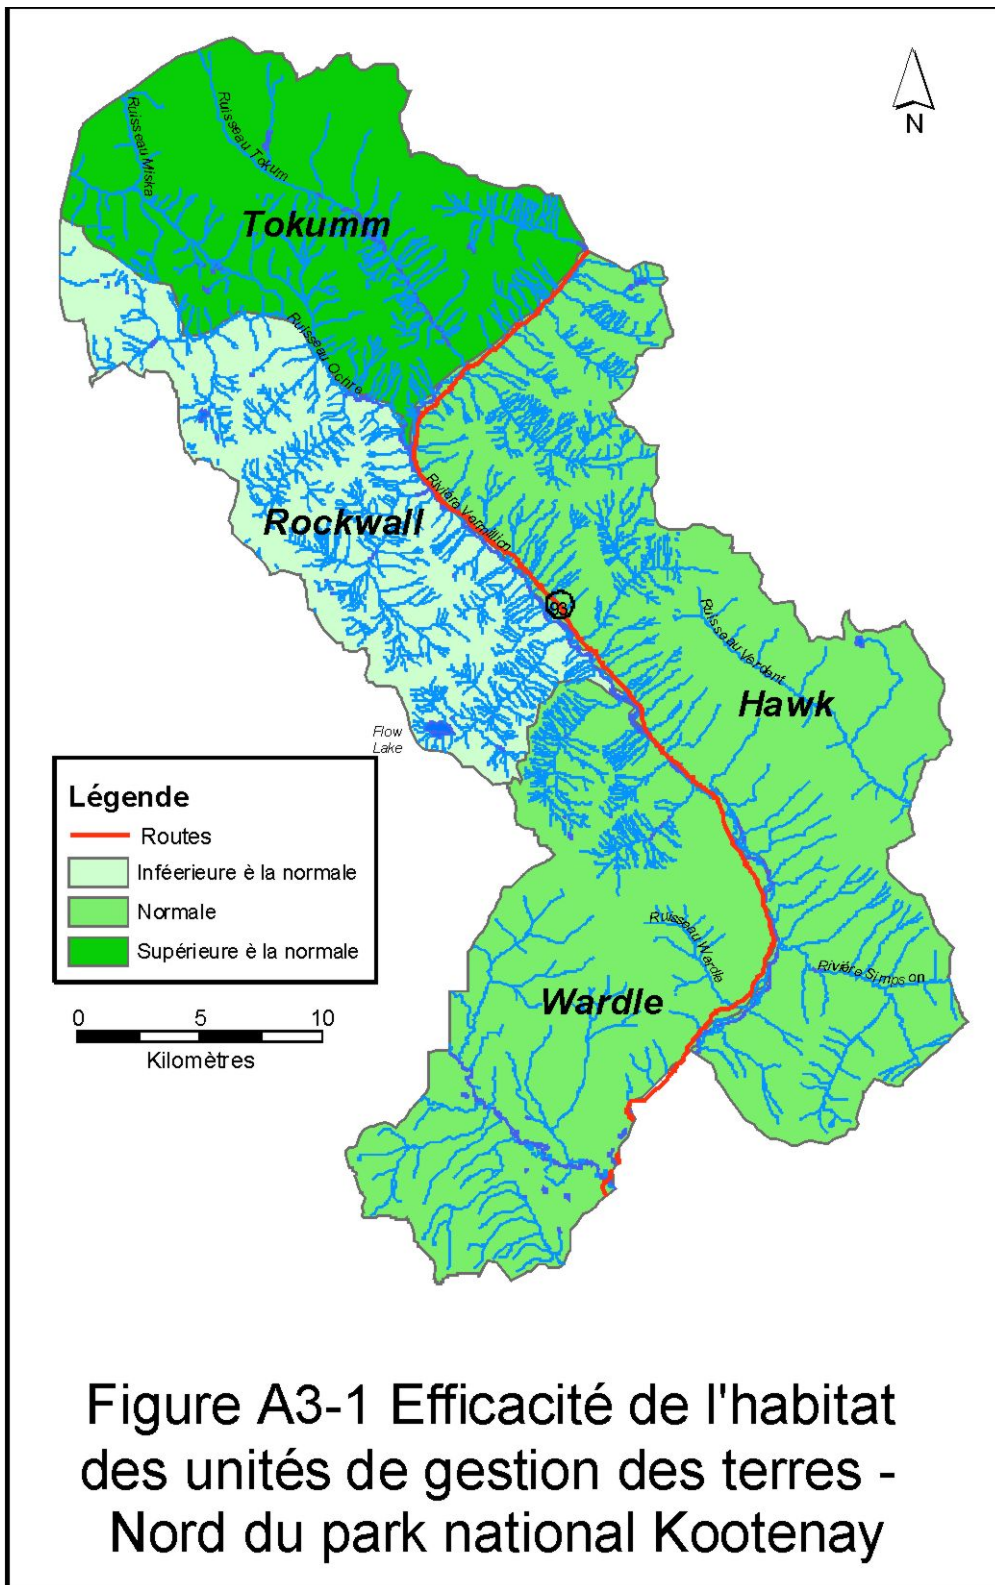 N
Ruisseau Miska
Ruisseau Tokum
Tokumm
Ruisseau Ochre
Rockwall
Rivière Vermillion
93
Ruisseau Verdant
Hawk
Flow
Lake
Légende
Routes
Inféerieure è la normale
Normale
Supérieure è la normale
0 5 10
Kilomètres
Ruisseau Wardle
Wardle
Rivière Simpson
Figure A3-1 Efficacité de l'habitat
des unités de gestion des terres -
Nord du park national Kootenay